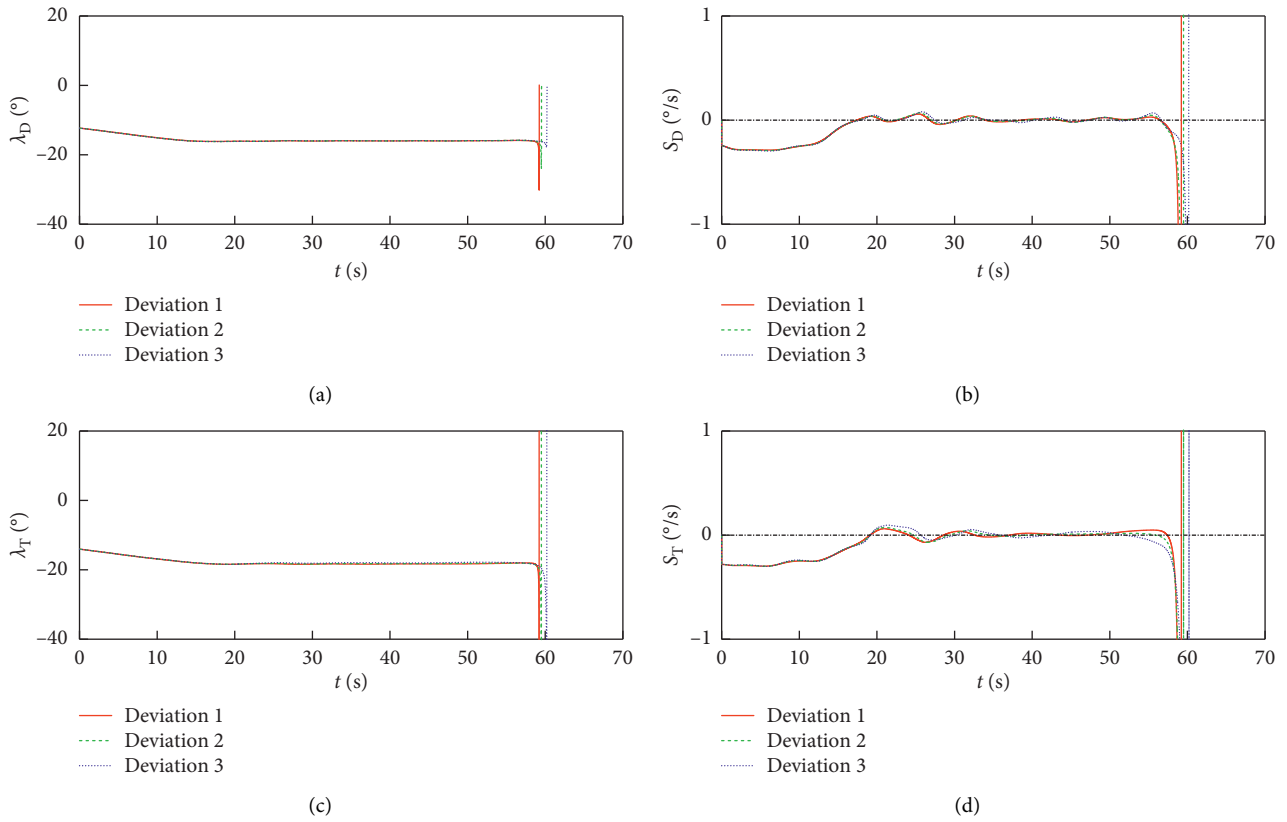 20
0
−20
−40
λD (°)
0 10 20 30 40 50 60 70
t (s)
Deviation 1
Deviation 2
Deviation 3
(a)
1
0
−1
SD (°/s)
0 10 20 30 40 50 60 70
t (s)
Deviation 1
Deviation 2
Deviation 3
(b)
20
0
−20
−40
λT (°)
0 10 20 30 40 50 60 70
t (s)
Deviation 1
Deviation 2
Deviation 3
(c)
1
0
−1
ST (°/s)
0 10 20 30 40 50 60 70
t (s)
Deviation 1
Deviation 2
Deviation 3
(d)